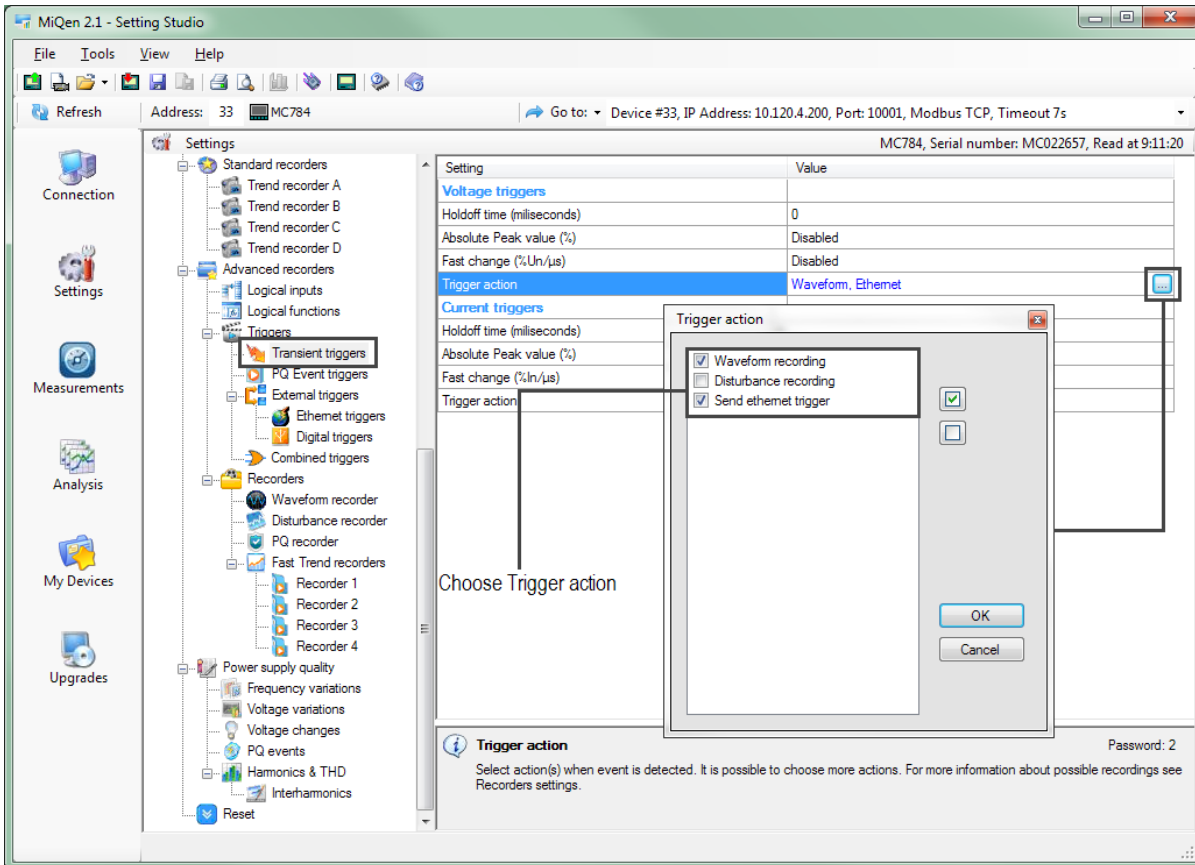 MiQen 2.1 - Setting Studio
File Tools View Help
Refresh Address: 33 MC784 Go to: Device #33, IP Address: 10.120.4.200, Port: 10001, Modbus TCP, Timeout 7s
Settings MC784, Serial number: MC022657, Read at 9:11:20
Connection
Settings
Measurements
Analysis
My Devices
Upgrades
Standard recorders
Trend recorder A
Trend recorder B
Trend recorder C
Trend recorder D
Advanced recorders
Logical inputs
Logical functions
Triggers
Transient triggers
PQ Event triggers
External triggers
Ethernet triggers
Digital triggers
Combined triggers
Recorders
Waveform recorder
Disturbance recorder
PQ recorder
Fast Trend recorders
Recorder 1
Recorder 2
Recorder 3
Recorder 4
Power supply quality
Frequency variations
Voltage variations
Voltage changes
PQ events
Harmonics & THD
Interharmonics
Reset
Setting Value
Voltage triggers
Holdoff time (miliseconds) 0
Absolute Peak value (%) Disabled
Fast change (%Un/µs) Disabled
Trigger action Waveform, Ethernet ...
Current triggers
Holdoff time (miliseconds)
Absolute Peak value (%)
Fast change (%In/µs)
Trigger action
Trigger action
Waveform recording
Disturbance recording
Send ethernet trigger
OK
Cancel
Choose Trigger action
Trigger action Password: 2
Select action(s) when event is detected. It is possible to choose more actions. For more information about possible recordings see
Recorders settings.